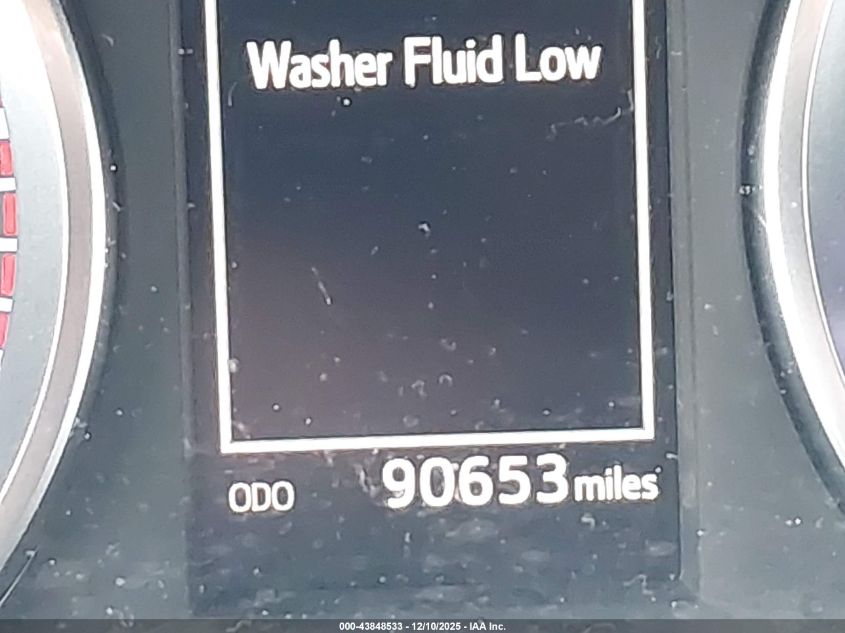 Washer Fluid Low
ODO 90653 miles
000-43848533 - 12/10/2025 - IAA Inc.